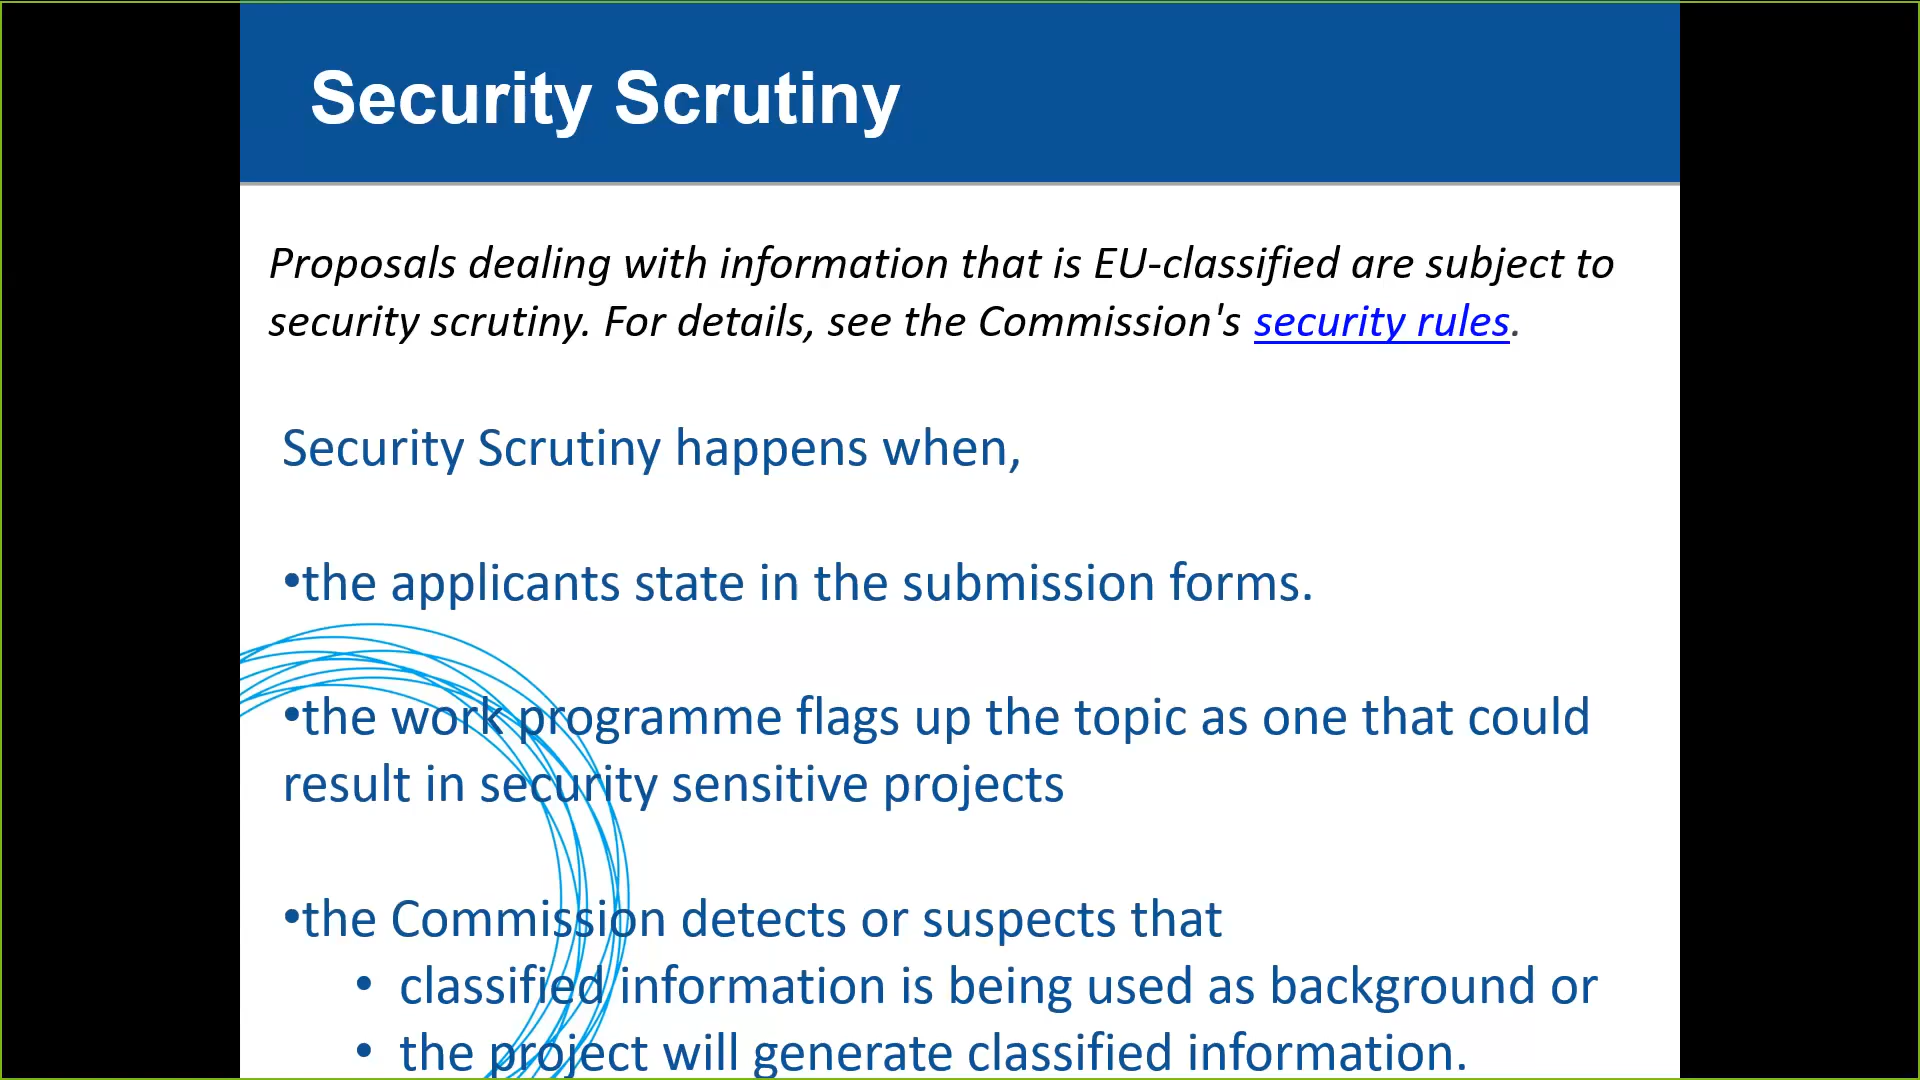 Security Scrutiny
Proposals dealing with information that is EU-classified are subject to
security scrutiny. For details, see the Commission's security rules.
Security Scrutiny happens when,
•the applicants state in the submission forms.
•the work programme flags up the topic as one that could
result in security sensitive projects
•the Commission detects or suspects that
• classified information is being used as background or
• the project will generate classified information.